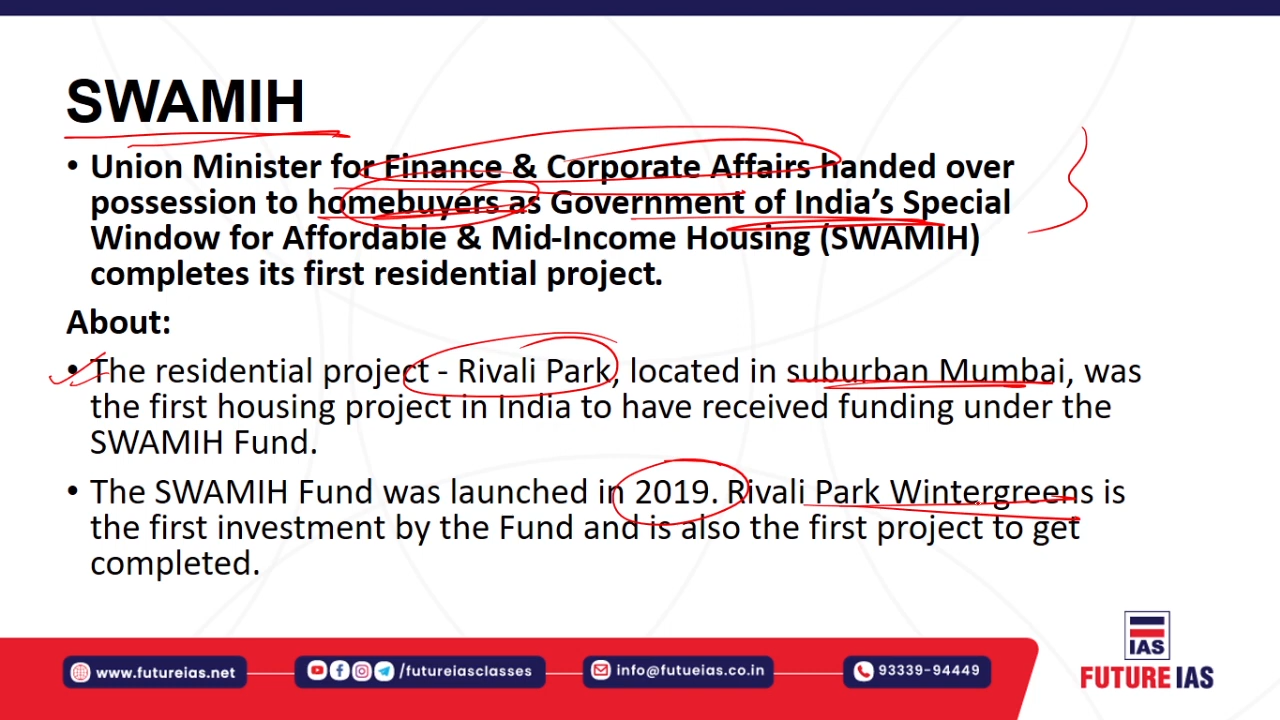 SWAMIH
• Union Minister for Finance & Corporate Affairs handed over
possession to homebuyers as Government of India’s Special
Window for Affordable & Mid-Income Housing (SWAMIH)
completes its first residential project.
About:
• The residential project - Rivali Park, located in suburban Mumbai, was
the first housing project in India to have received funding under the
SWAMIH Fund.
• The SWAMIH Fund was launched in 2019. Rivali Park Wintergreens is
the first investment by the Fund and is also the first project to get
completed.
www.futureias.net
/futureiasclasses
info@futueias.co.in
93339-94449
IAS
FUTURE IAS